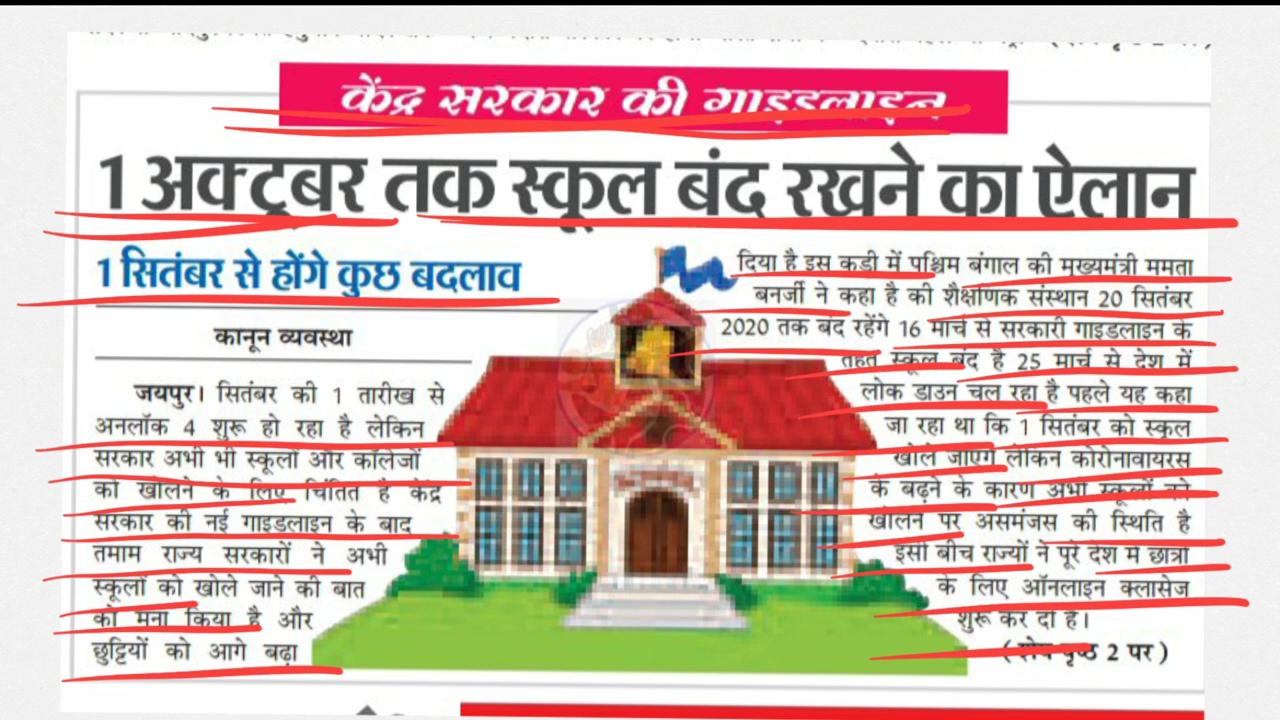 केंद्र सरकार की गाइडलाइन
1 अक्टूबर तक स्कूल बंद रखने का ऐलान
1 सितंबर से होंगे कुछ बदलाव
कानून व्यवस्था
जयपुर। सितंबर की 1 तारीख से
अनलॉक 4 शुरू हो रहा है लेकिन
सरकार अभी भी स्कूलों और कॉलेजों
को खोलने के लिए चिंतित है केंद्र
सरकार की नई गाइडलाइन के बाद
तमाम राज्य सरकारों ने अभी
स्कूलों को खोले जाने की बात
को मना किया है और
छुट्टियों को आगे बढ़ा
दिया है इस कडी में पश्चिम बंगाल की मुख्यमंत्री ममता
बनर्जी ने कहा है की शैक्षणिक संस्थान 20 सितंबर
2020 तक बंद रहेंगे 16 मार्च से सरकारी गाइडलाइन के
तहत स्कूल बंद है 25 मार्च से देश में
लोक डाउन चल रहा है पहले यह कहा
जा रहा था कि 1 सितंबर को स्कूल
खोले जाएंगे लेकिन कोरोनावायरस
के बढ़ने के कारण अभी स्कूलों को
खोलने पर असमंजस की स्थिति है
इसी बीच राज्यों ने पूरे देश में छात्रों
के लिए ऑनलाइन क्लासेज
शुरू कर दी है।
( शेष पृष्ठ 2 पर )